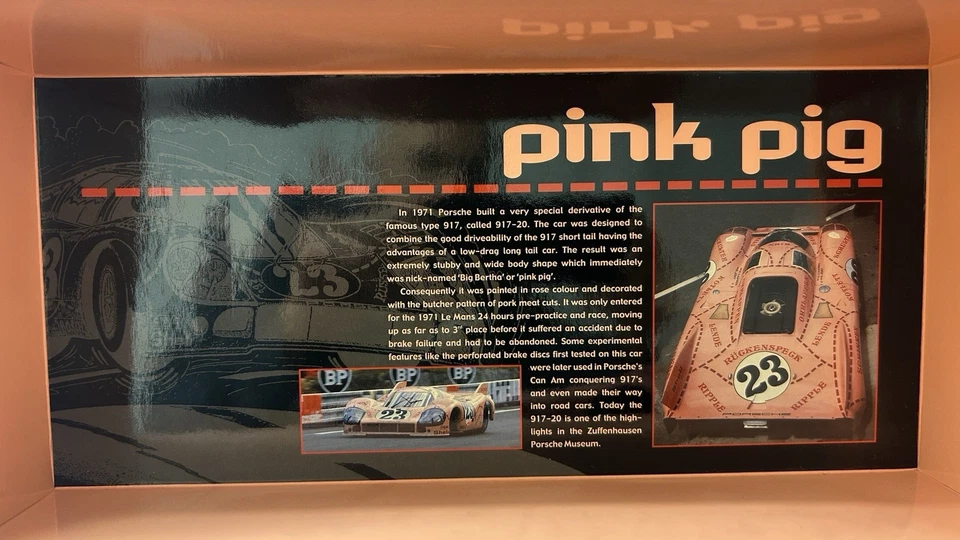 pink pig
In 1971 Porsche built a very special derivative of the
famous type 917, called 917-20. The car was designed to
combine the good driveability of the 917 short tail having the
advantages of a low-drag long tail car. The result was an
extremely stubby and wide body shape which immediately
was nick-named 'Big Bertha' or 'pink pig'.
Consequently it was painted in rose colour and decorated
with the butcher pattern of pork meat cuts. It was only entered
for the 1971 Le Mans 24 hours pre-practice and race, moving
up as far as to 3rd place before it suffered an accident due to
brake failure and had to be abandoned. Some experimental
features like the perforated brake discs first tested on this car
were later used in Porsche's
Can Am conquering 917's
and even made their way
into road cars. Today the
917-20 is one of the high-
lights in the Zuffenhausen
Porsche Museum.
BP
BP
BP
23
Shell
23
LENDE
LENDE
RÜCKENSPECK
23
RIPPLE
RIPPLE